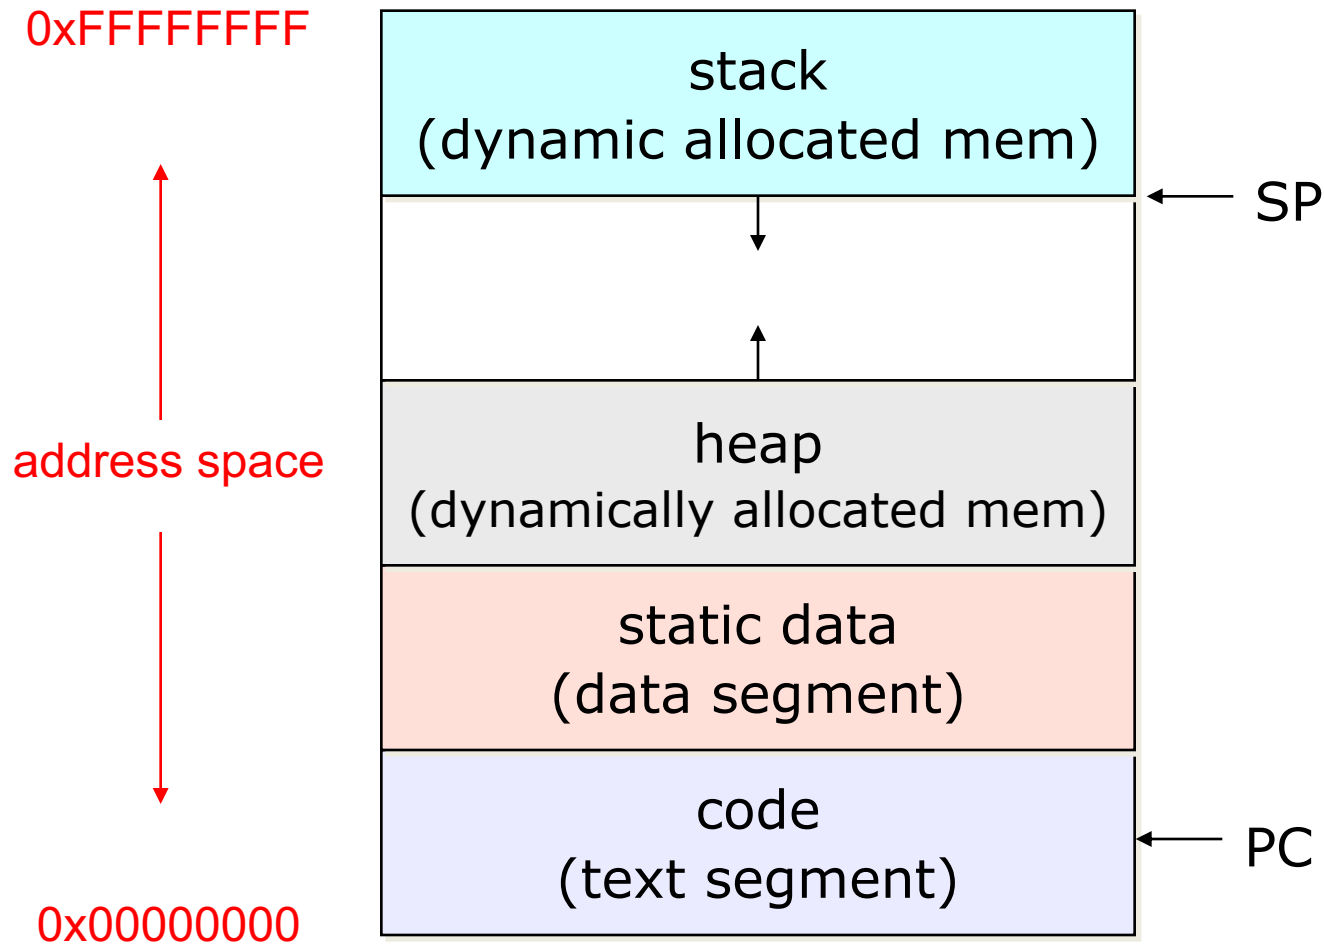 0xFFFFFFFF
stack
(dynamic allocated mem)
SP
address space
heap
(dynamically allocated mem)
static data
(data segment)
code
(text segment)
PC
0x00000000